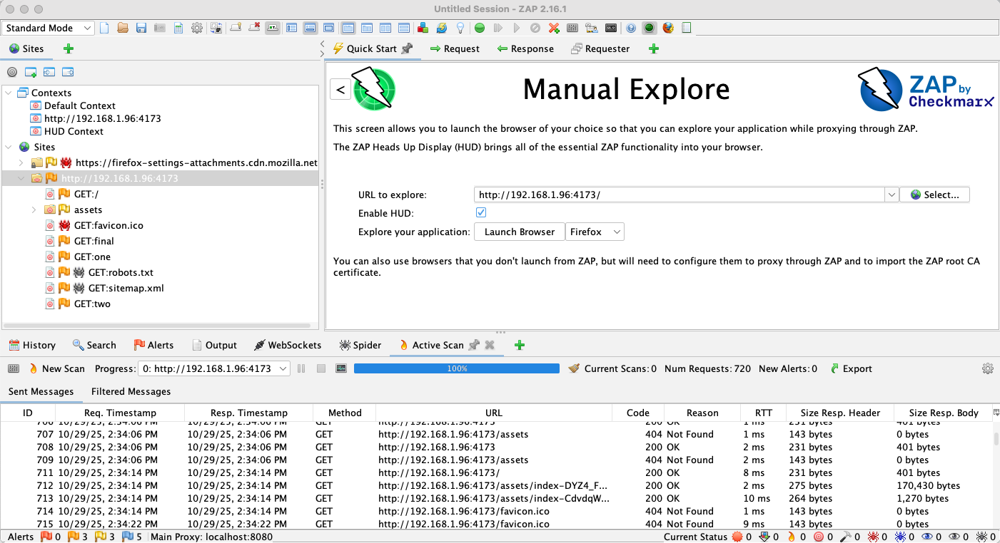 Untitled Session - ZAP 2.16.1
Standard Mode
Sites
Quick Start Request Response Requester
Contexts
Default Context
http://192.168.1.96:4173
HUD Context
Sites
https://firefox-settings-attachments.cdn.mozilla.net
http://192.168.1.96:4173
GET:/
assets
GET:favicon.ico
GET:final
GET:one
GET:robots.txt
GET:sitemap.xml
GET:two
<
Manual Explore
ZAP by Checkmarx
This screen allows you to launch the browser of your choice so that you can explore your application while proxying through ZAP.
The ZAP Heads Up Display (HUD) brings all of the essential ZAP functionality into your browser.
URL to explore: http://192.168.1.96:4173/ Select...
Enable HUD:
Explore your application: Launch Browser Firefox
You can also use browsers that you don't launch from ZAP, but will need to configure them to proxy through ZAP and to import the ZAP root CA
certificate.
History Search Alerts Output WebSockets Spider Active Scan
New Scan Progress: 0: http://192.168.1.96:4173 100% Current Scans: 0 Num Requests: 720 New Alerts: 0 Export
Sent Messages Filtered Messages
ID Req. Timestamp Resp. Timestamp Method URL Code Reason RTT Size Resp. Header Size Resp. Body
706 10/29/25, 2:34:06 PM 10/29/25, 2:34:06 PM GET http://192.168.1.96:4173 200 OK 1 ms 231 bytes 401 bytes
707 10/29/25, 2:34:06 PM 10/29/25, 2:34:06 PM GET http://192.168.1.96:4173/assets 404 Not Found 1 ms 143 bytes 0 bytes
708 10/29/25, 2:34:06 PM 10/29/25, 2:34:06 PM GET http://192.168.1.96:4173 200 OK 2 ms 231 bytes 401 bytes
709 10/29/25, 2:34:06 PM 10/29/25, 2:34:06 PM GET http://192.168.1.96:4173/assets 404 Not Found 2 ms 143 bytes 0 bytes
711 10/29/25, 2:34:14 PM 10/29/25, 2:34:14 PM GET http://192.168.1.96:4173/ 200 OK 8 ms 231 bytes 401 bytes
712 10/29/25, 2:34:14 PM 10/29/25, 2:34:14 PM GET http://192.168.1.96:4173/assets/index-DYZ4_F... 200 OK 2 ms 275 bytes 170,430 bytes
713 10/29/25, 2:34:14 PM 10/29/25, 2:34:14 PM GET http://192.168.1.96:4173/assets/index-CdvdqW... 200 OK 10 ms 264 bytes 1,270 bytes
714 10/29/25, 2:34:14 PM 10/29/25, 2:34:14 PM GET http://192.168.1.96:4173/favicon.ico 404 Not Found 1 ms 143 bytes 0 bytes
715 10/29/25, 2:34:22 PM 10/29/25, 2:34:22 PM GET http://192.168.1.96:4173/favicon.ico 404 Not Found 9 ms 143 bytes 0 bytes
Alerts 0 3 3 5 Main Proxy: localhost:8080 Current Status 0 0 0 0 0 0 0 0 0 0